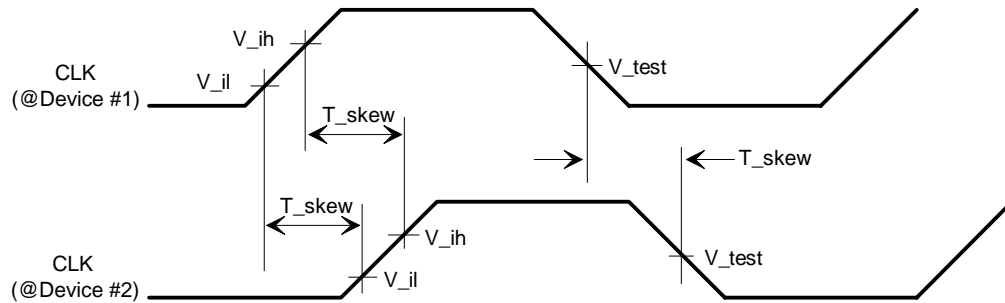 V_ih
V_test
CLK
(@Device #1)
V_il
T_skew
T_skew
T_skew
V_ih
V_test
CLK
(@Device #2)
V_il